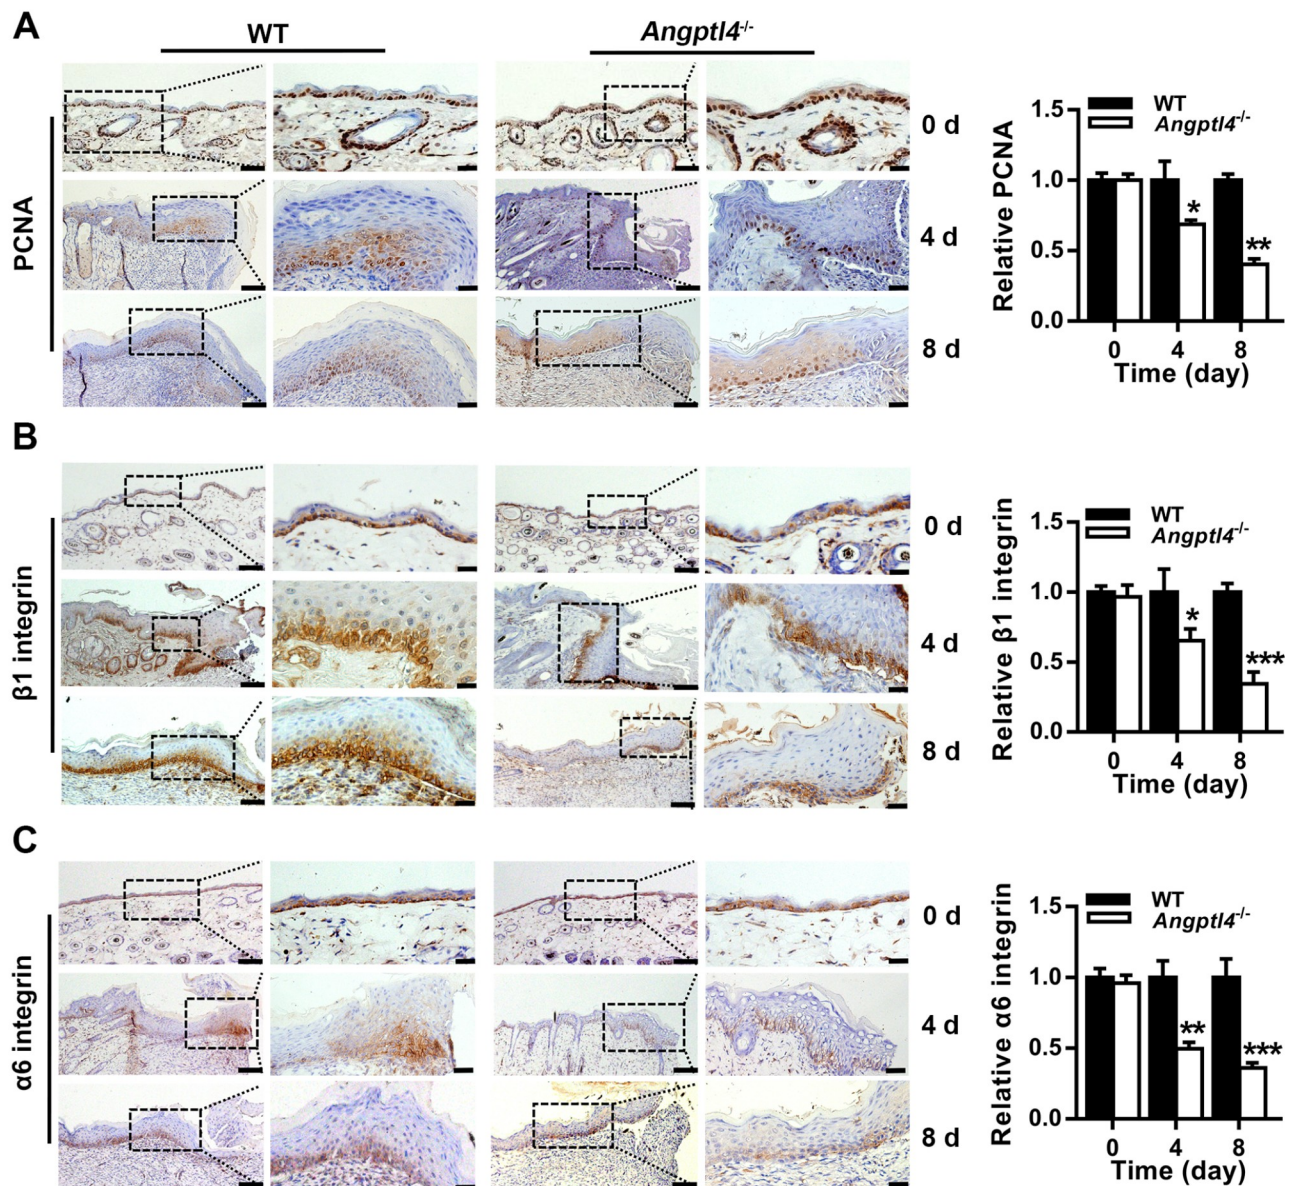 A
WT
Angptl4-/-
PCNA
0 d
4 d
8 d
Relative PCNA
1.5
1.0
0.5
0.0
WT
Angptl4-/-
*
**
0 4 8
Time (day)
B
β1 integrin
0 d
4 d
8 d
Relative β1 integrin
1.5
1.0
0.5
0.0
WT
Angptl4-/-
*
***
0 4 8
Time (day)
C
α6 integrin
0 d
4 d
8 d
Relative α6 integrin
1.5
1.0
0.5
0.0
WT
Angptl4-/-
**
***
0 4 8
Time (day)